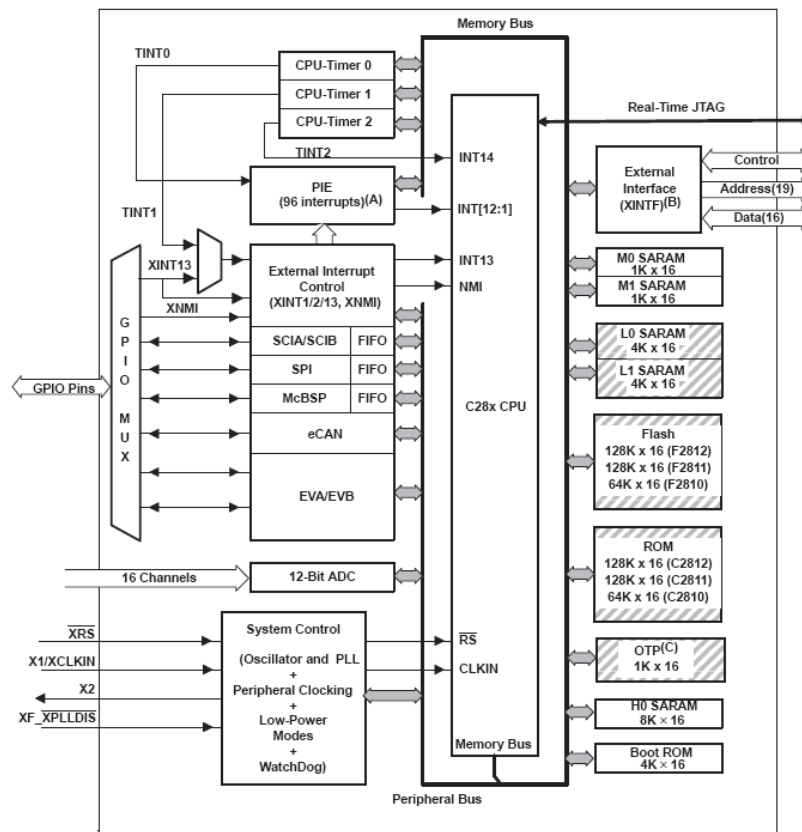 Memory Bus
TINT0
CPU-Timer 0
CPU-Timer 1
CPU-Timer 2
Real-Time JTAG
TINT2
INT14
PIE
(96 interrupts)(A)
INT[12:1]
External
Interface
(XINTF)(B)
Control
Address(19)
Data(16)
TINT1
XINT13
External Interrupt
Control
(XINT1/2/13, XNMI)
INT13
NMI
M0 SARAM
1K x 16
M1 SARAM
1K x 16
XNMI
GPIO MUX
SCIA/SCIB
FIFO
SPI
FIFO
McBSP
FIFO
eCAN
EVA/EVB
GPIO Pins
C28x CPU
L0 SARAM
4K x 16
L1 SARAM
4K x 16
Flash
128K x 16 (F2812)
128K x 16 (F2811)
64K x 16 (F2810)
16 Channels
12-Bit ADC
ROM
128K x 16 (C2812)
128K x 16 (C2811)
64K x 16 (C2810)
XRS
X1/XCLKIN
X2
XF_XPLLDIS
System Control
(Oscillator and PLL
+
Peripheral Clocking
+
Low-Power
Modes
+
WatchDog)
RS
CLKIN
OTP(C)
1K x 16
H0 SARAM
8K × 16
Boot ROM
4K × 16
Memory Bus
Peripheral Bus